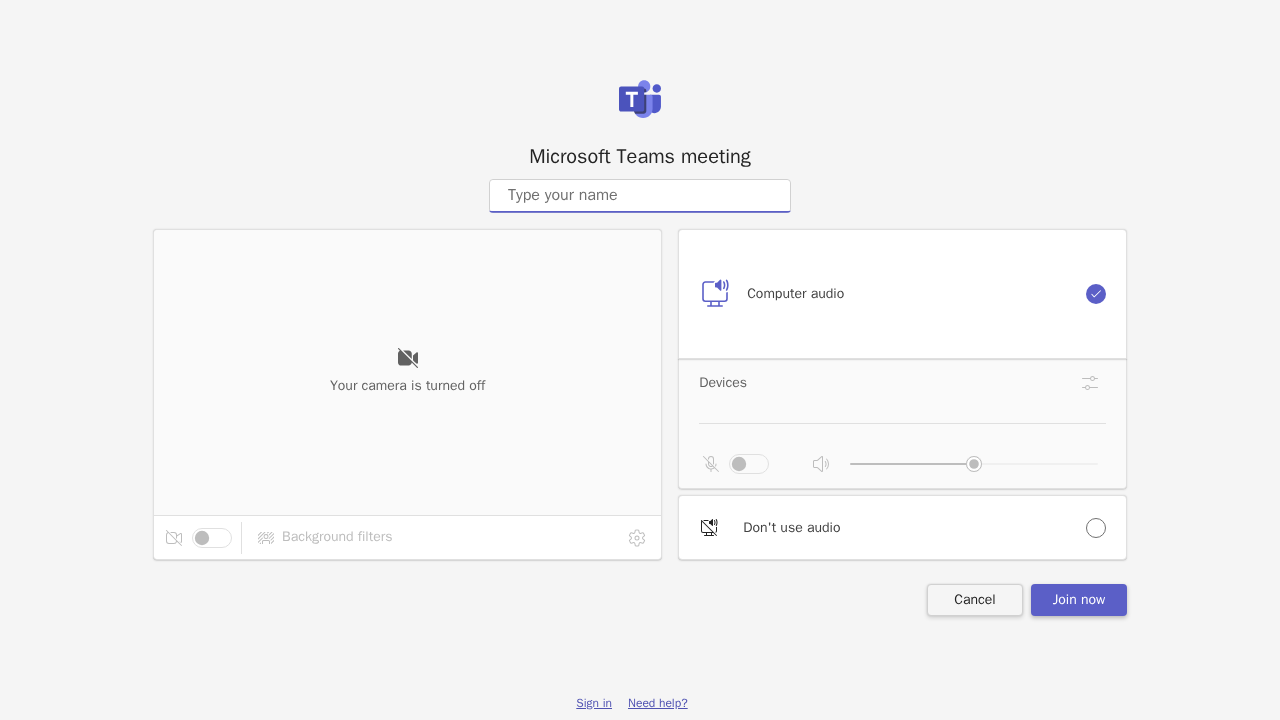 T
Microsoft Teams meeting
Type your name
Your camera is turned off
Background filters
Computer audio
Devices
Don't use audio
Cancel
Join now
Sign in
Need help?